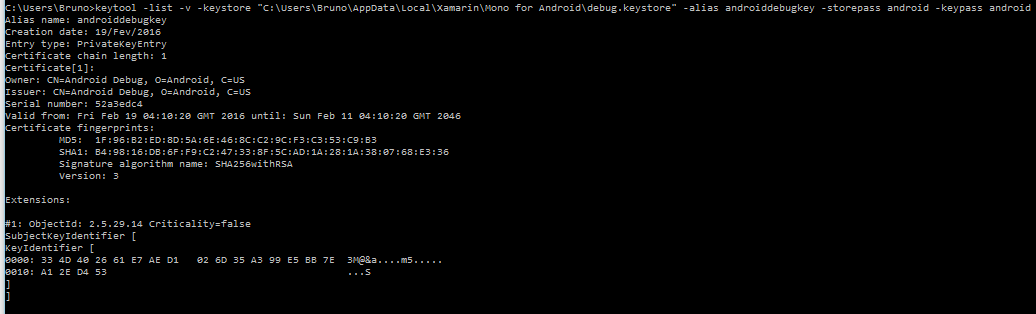 C:\Users\Bruno>keytool -list -v -keystore "C:\Users\Bruno\AppData\Local\Xamarin\Mono for Android\debug.keystore" -alias androiddebugkey -storepass android -keypass android
Alias name: androiddebugkey
Creation date: 19/Fev/2016
Entry type: PrivateKeyEntry
Certificate chain length: 1
Certificate[1]:
Owner: CN=Android Debug, O=Android, C=US
Issuer: CN=Android Debug, O=Android, C=US
Serial number: 52a3edc4
Valid from: Fri Feb 19 04:10:20 GMT 2016 until: Sun Feb 11 04:10:20 GMT 2046
Certificate fingerprints:
         MD5:  1F:96:B2:ED:8D:5A:6E:46:8C:C2:9C:F3:C3:53:C9:B3
         SHA1: B4:98:16:DB:6F:F9:C2:47:33:8F:5C:AD:1A:28:1A:38:07:68:E3:36
         Signature algorithm name: SHA256withRSA
         Version: 3
Extensions:
#1: ObjectId: 2.5.29.14 Criticality=false
SubjectKeyIdentifier [
KeyIdentifier [
0000: 33 4D 40 26 61 E7 AE D1   02 6D 35 A3 99 E5 BB 7E  3M@&a....m5.....
0010: A1 2E D4 53                                        ...S
]
]